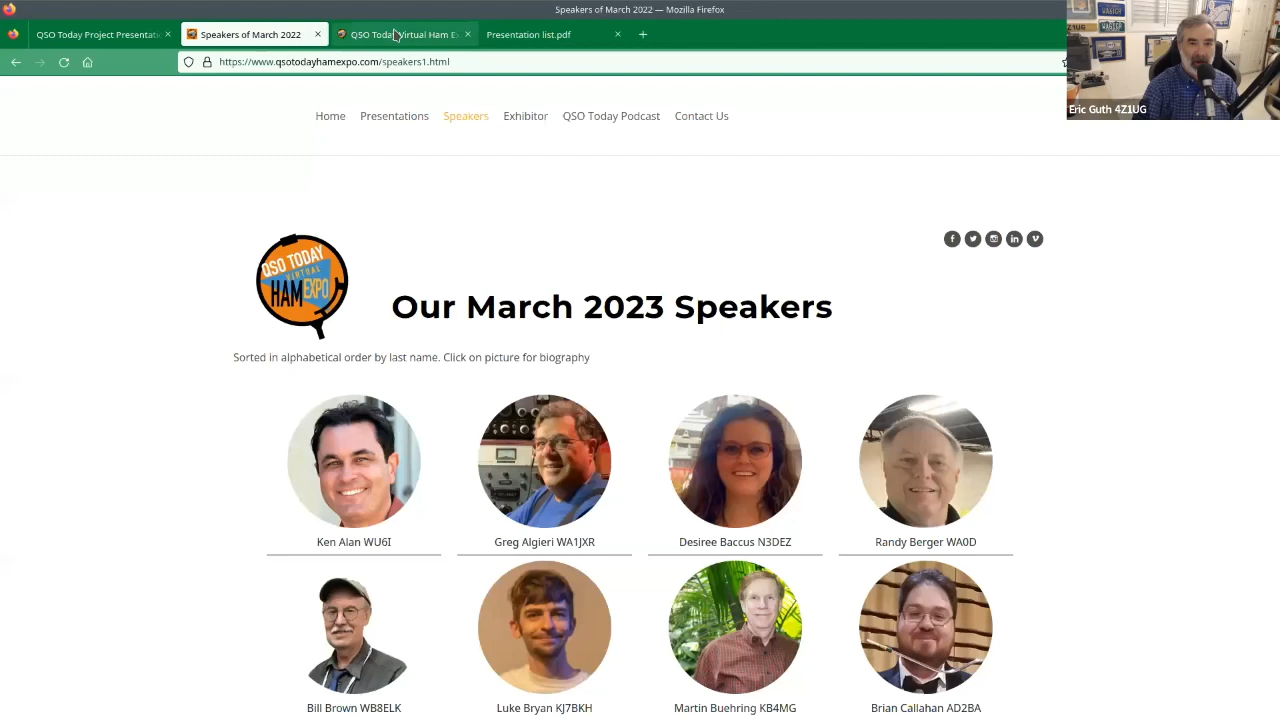 Speakers of March 2022 — Mozilla Firefox
QSO Today Project Presentati
Speakers of March 2022
QSO Today Virtual Ham E
Presentation list.pdf
https://www.qsotodayhamexpo.com/speakers1.html
Eric Guth 4Z1UG
Home
Presentations
Speakers
Exhibitor
QSO Today Podcast
Contact Us
QSO TODAY
VIRTUAL
HAM EXPO
Our March 2023 Speakers
Sorted in alphabetical order by last name. Click on picture for biography
Ken Alan WU6I
Greg Algieri WA1JXR
Desiree Baccus N3DEZ
Randy Berger WA0D
Bill Brown WB8ELK
Luke Bryan KJ7BKH
Martin Buehring KB4MG
Brian Callahan AD2BA